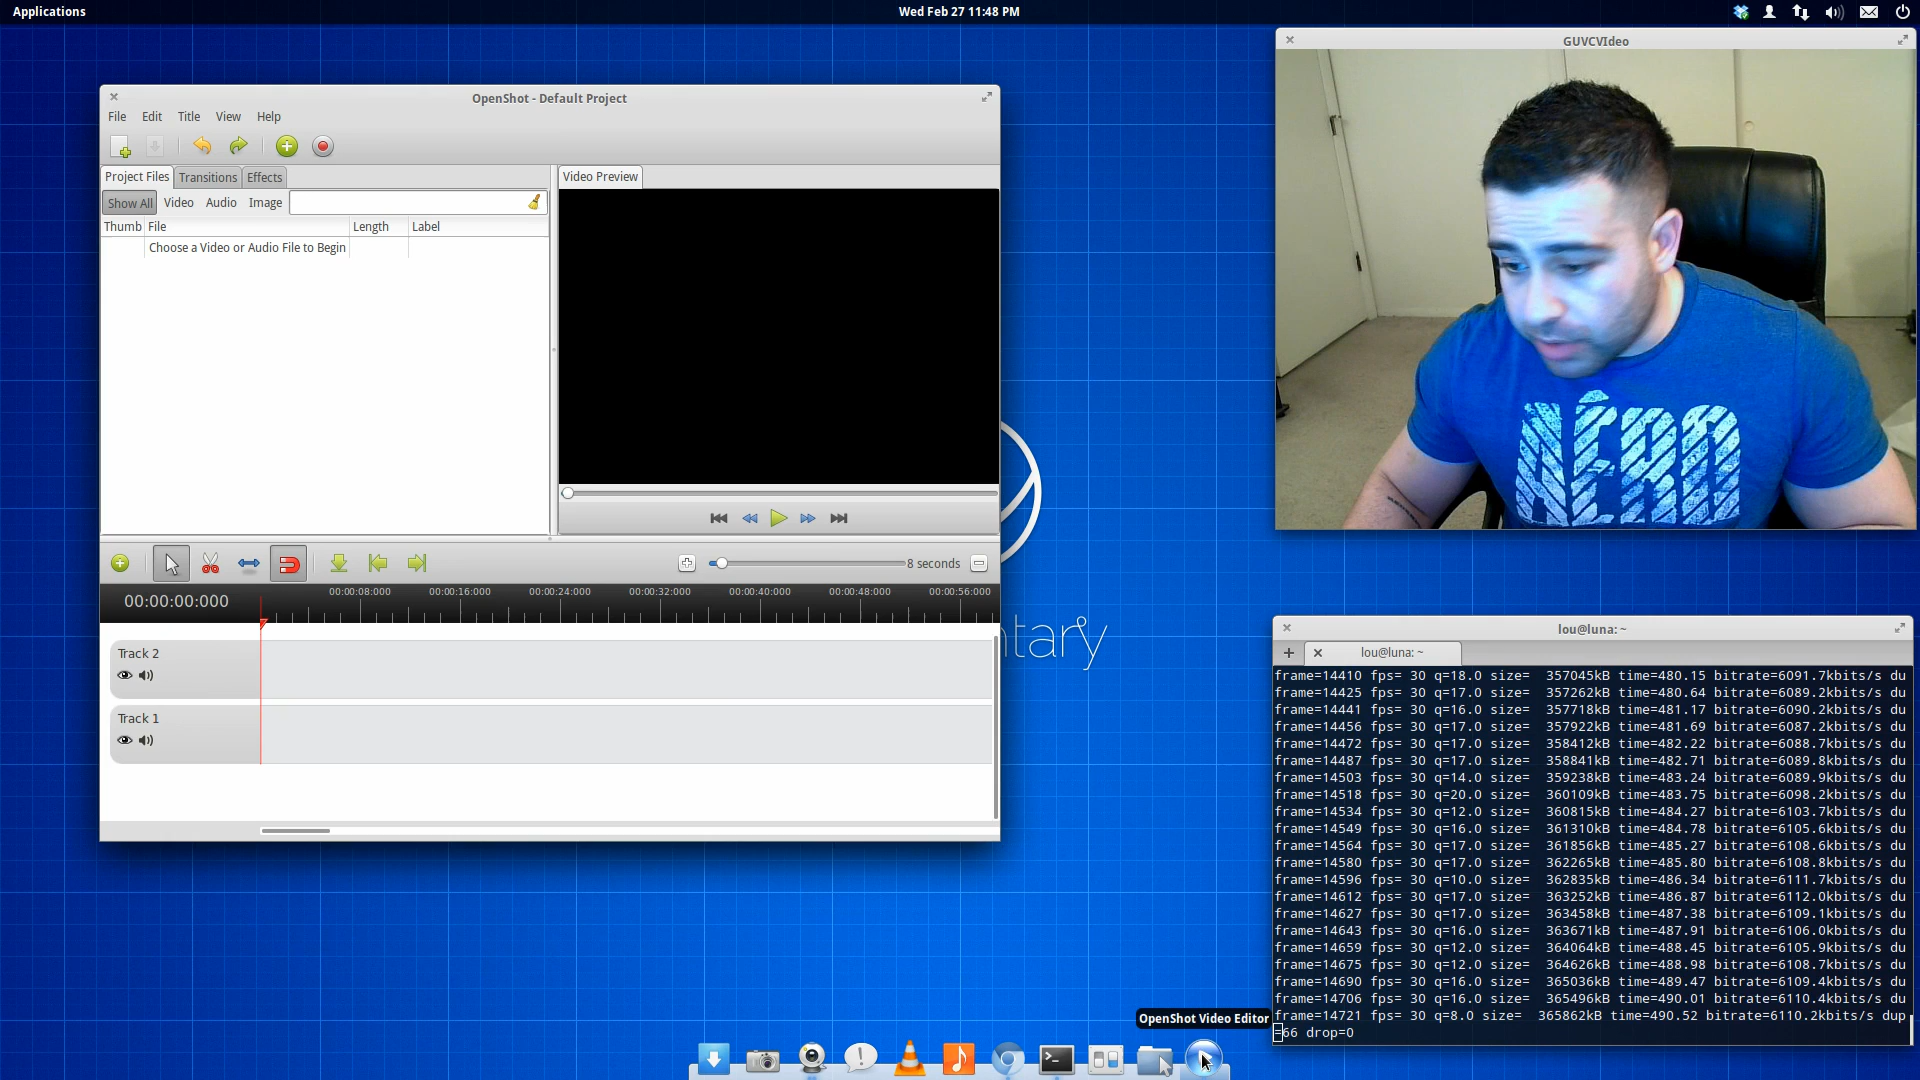 Applications
Wed Feb 27 11:48 PM
GUVCVIdeo
OpenShot - Default Project
File Edit Title View Help
Project Files Transitions Effects
Video Preview
Show All Video Audio Image
Thumb File Length Label
Choose a Video or Audio File to Begin
AERO
8 seconds
00:00:00:000
00:00:08:000 00:00:16:000 00:00:24:000 00:00:32:000 00:00:40:000 00:00:48:000 00:00:56:000
Track 2
Track 1
ntary
lou@luna: ~
lou@luna: ~
frame=14410 fps= 30 q=18.0 size=  357045kB time=480.15 bitrate=6091.7kbits/s du
frame=14425 fps= 30 q=17.0 size=  357262kB time=480.64 bitrate=6089.2kbits/s du
frame=14441 fps= 30 q=16.0 size=  357718kB time=481.17 bitrate=6090.2kbits/s du
frame=14456 fps= 30 q=17.0 size=  357922kB time=481.69 bitrate=6087.2kbits/s du
frame=14472 fps= 30 q=17.0 size=  358412kB time=482.22 bitrate=6088.7kbits/s du
frame=14487 fps= 30 q=17.0 size=  358841kB time=482.71 bitrate=6089.8kbits/s du
frame=14503 fps= 30 q=14.0 size=  359238kB time=483.24 bitrate=6089.9kbits/s du
frame=14518 fps= 30 q=20.0 size=  360109kB time=483.75 bitrate=6098.2kbits/s du
frame=14534 fps= 30 q=12.0 size=  360815kB time=484.27 bitrate=6103.7kbits/s du
frame=14549 fps= 30 q=16.0 size=  361310kB time=484.78 bitrate=6105.6kbits/s du
frame=14564 fps= 30 q=17.0 size=  361856kB time=485.27 bitrate=6108.6kbits/s du
frame=14580 fps= 30 q=17.0 size=  362265kB time=485.80 bitrate=6108.8kbits/s du
frame=14596 fps= 30 q=10.0 size=  362835kB time=486.34 bitrate=6111.7kbits/s du
frame=14612 fps= 30 q=17.0 size=  363252kB time=486.87 bitrate=6112.0kbits/s du
frame=14627 fps= 30 q=17.0 size=  363458kB time=487.38 bitrate=6109.1kbits/s du
frame=14643 fps= 30 q=16.0 size=  363671kB time=487.91 bitrate=6106.0kbits/s du
frame=14659 fps= 30 q=12.0 size=  364064kB time=488.45 bitrate=6105.9kbits/s du
frame=14675 fps= 30 q=12.0 size=  364626kB time=488.98 bitrate=6108.7kbits/s du
frame=14690 fps= 30 q=16.0 size=  365036kB time=489.47 bitrate=6109.4kbits/s du
frame=14706 fps= 30 q=16.0 size=  365496kB time=490.01 bitrate=6110.4kbits/s du
frame=14721 fps= 30 q=8.0 size=  365862kB time=490.52 bitrate=6110.2kbits/s dup
=66 drop=0
OpenShot Video Editor